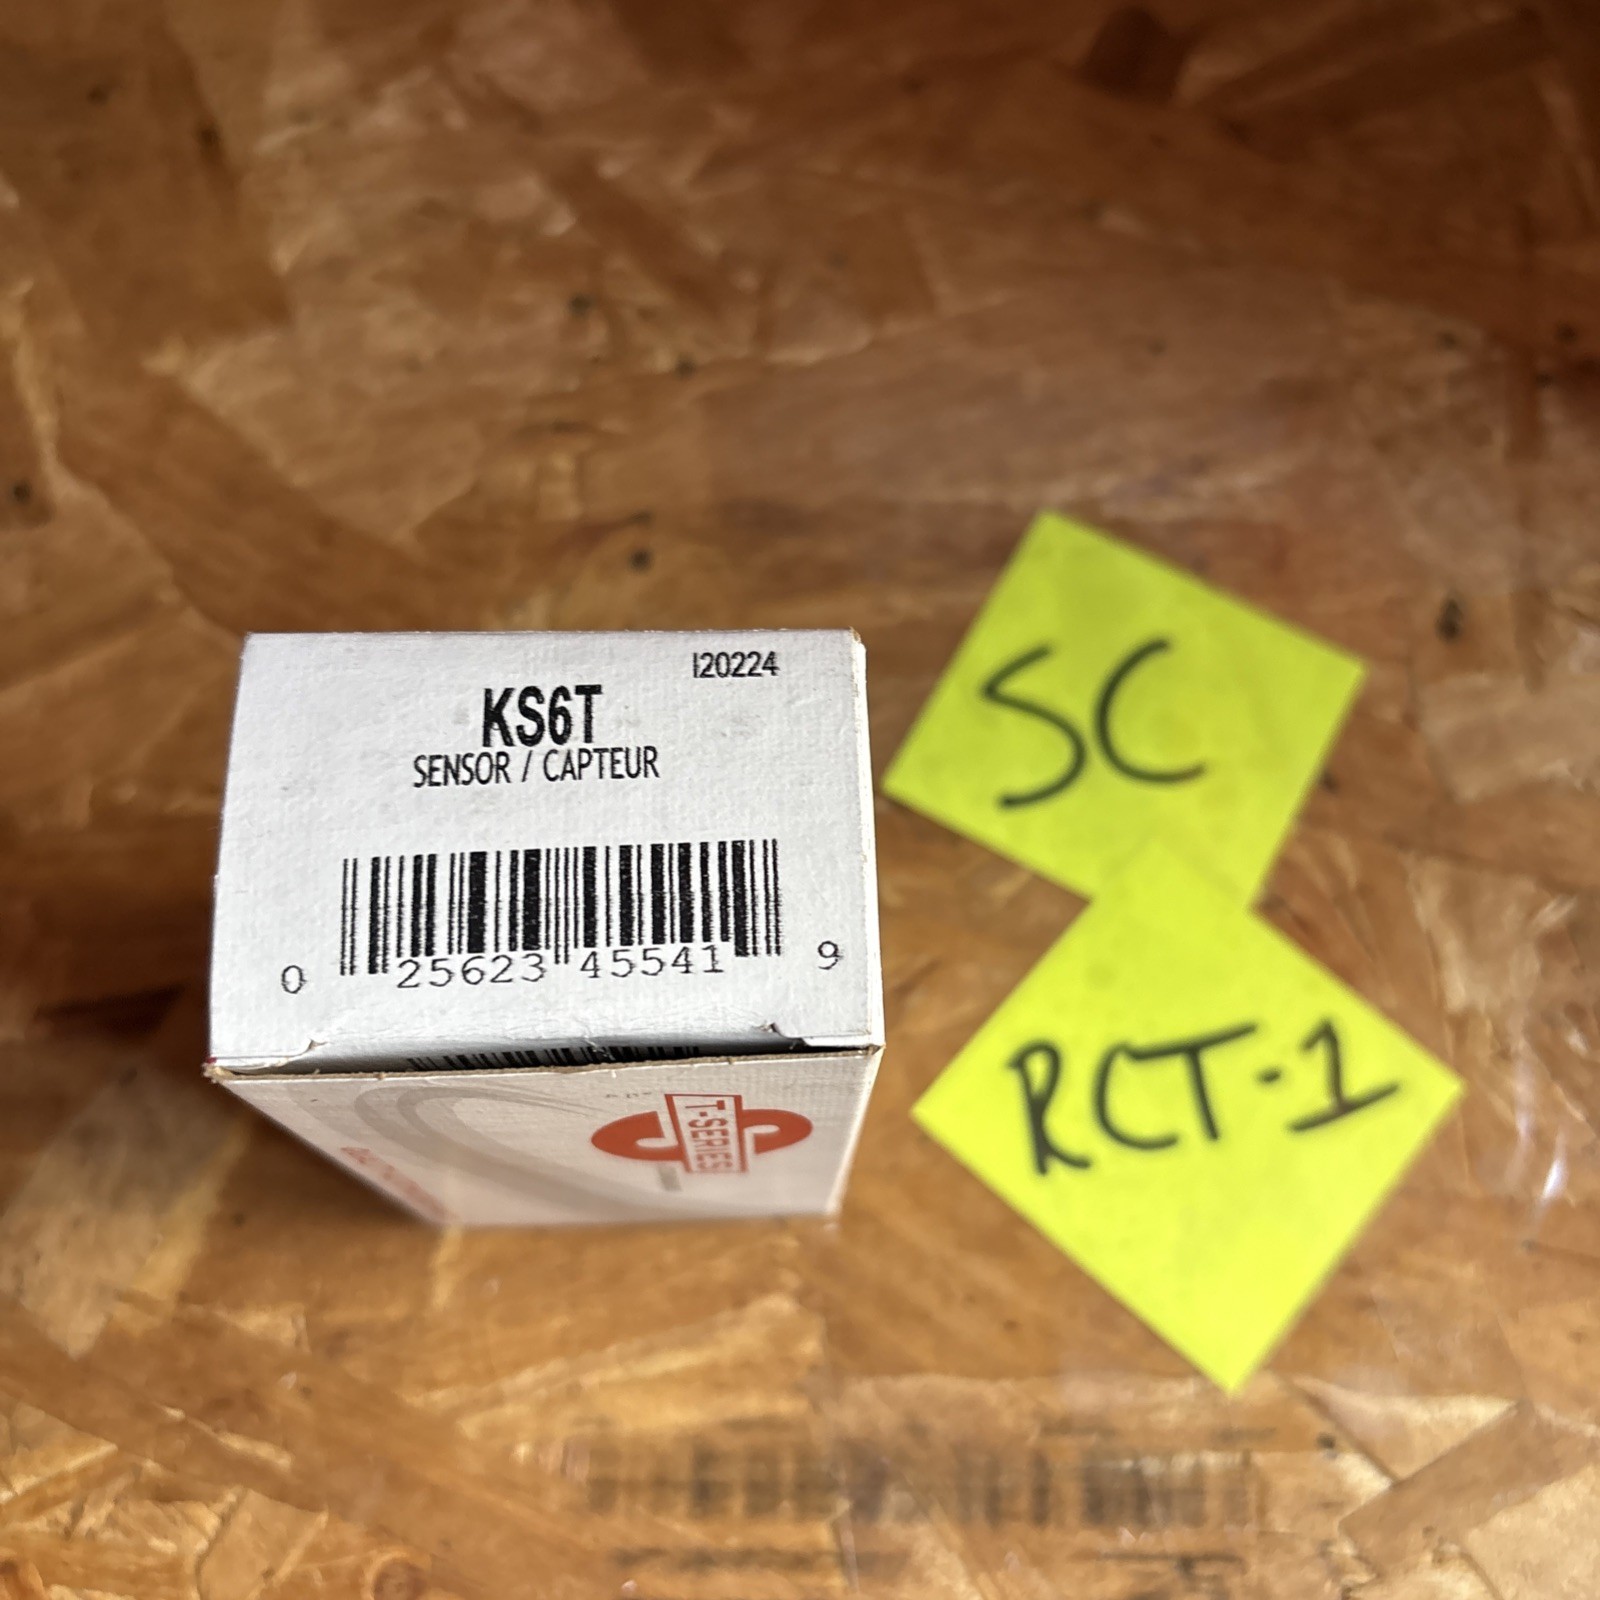 I20224
KS6T
SENSOR / CAPTEUR
0 25623 45541 9
T-SERIES
SC
RCT-1